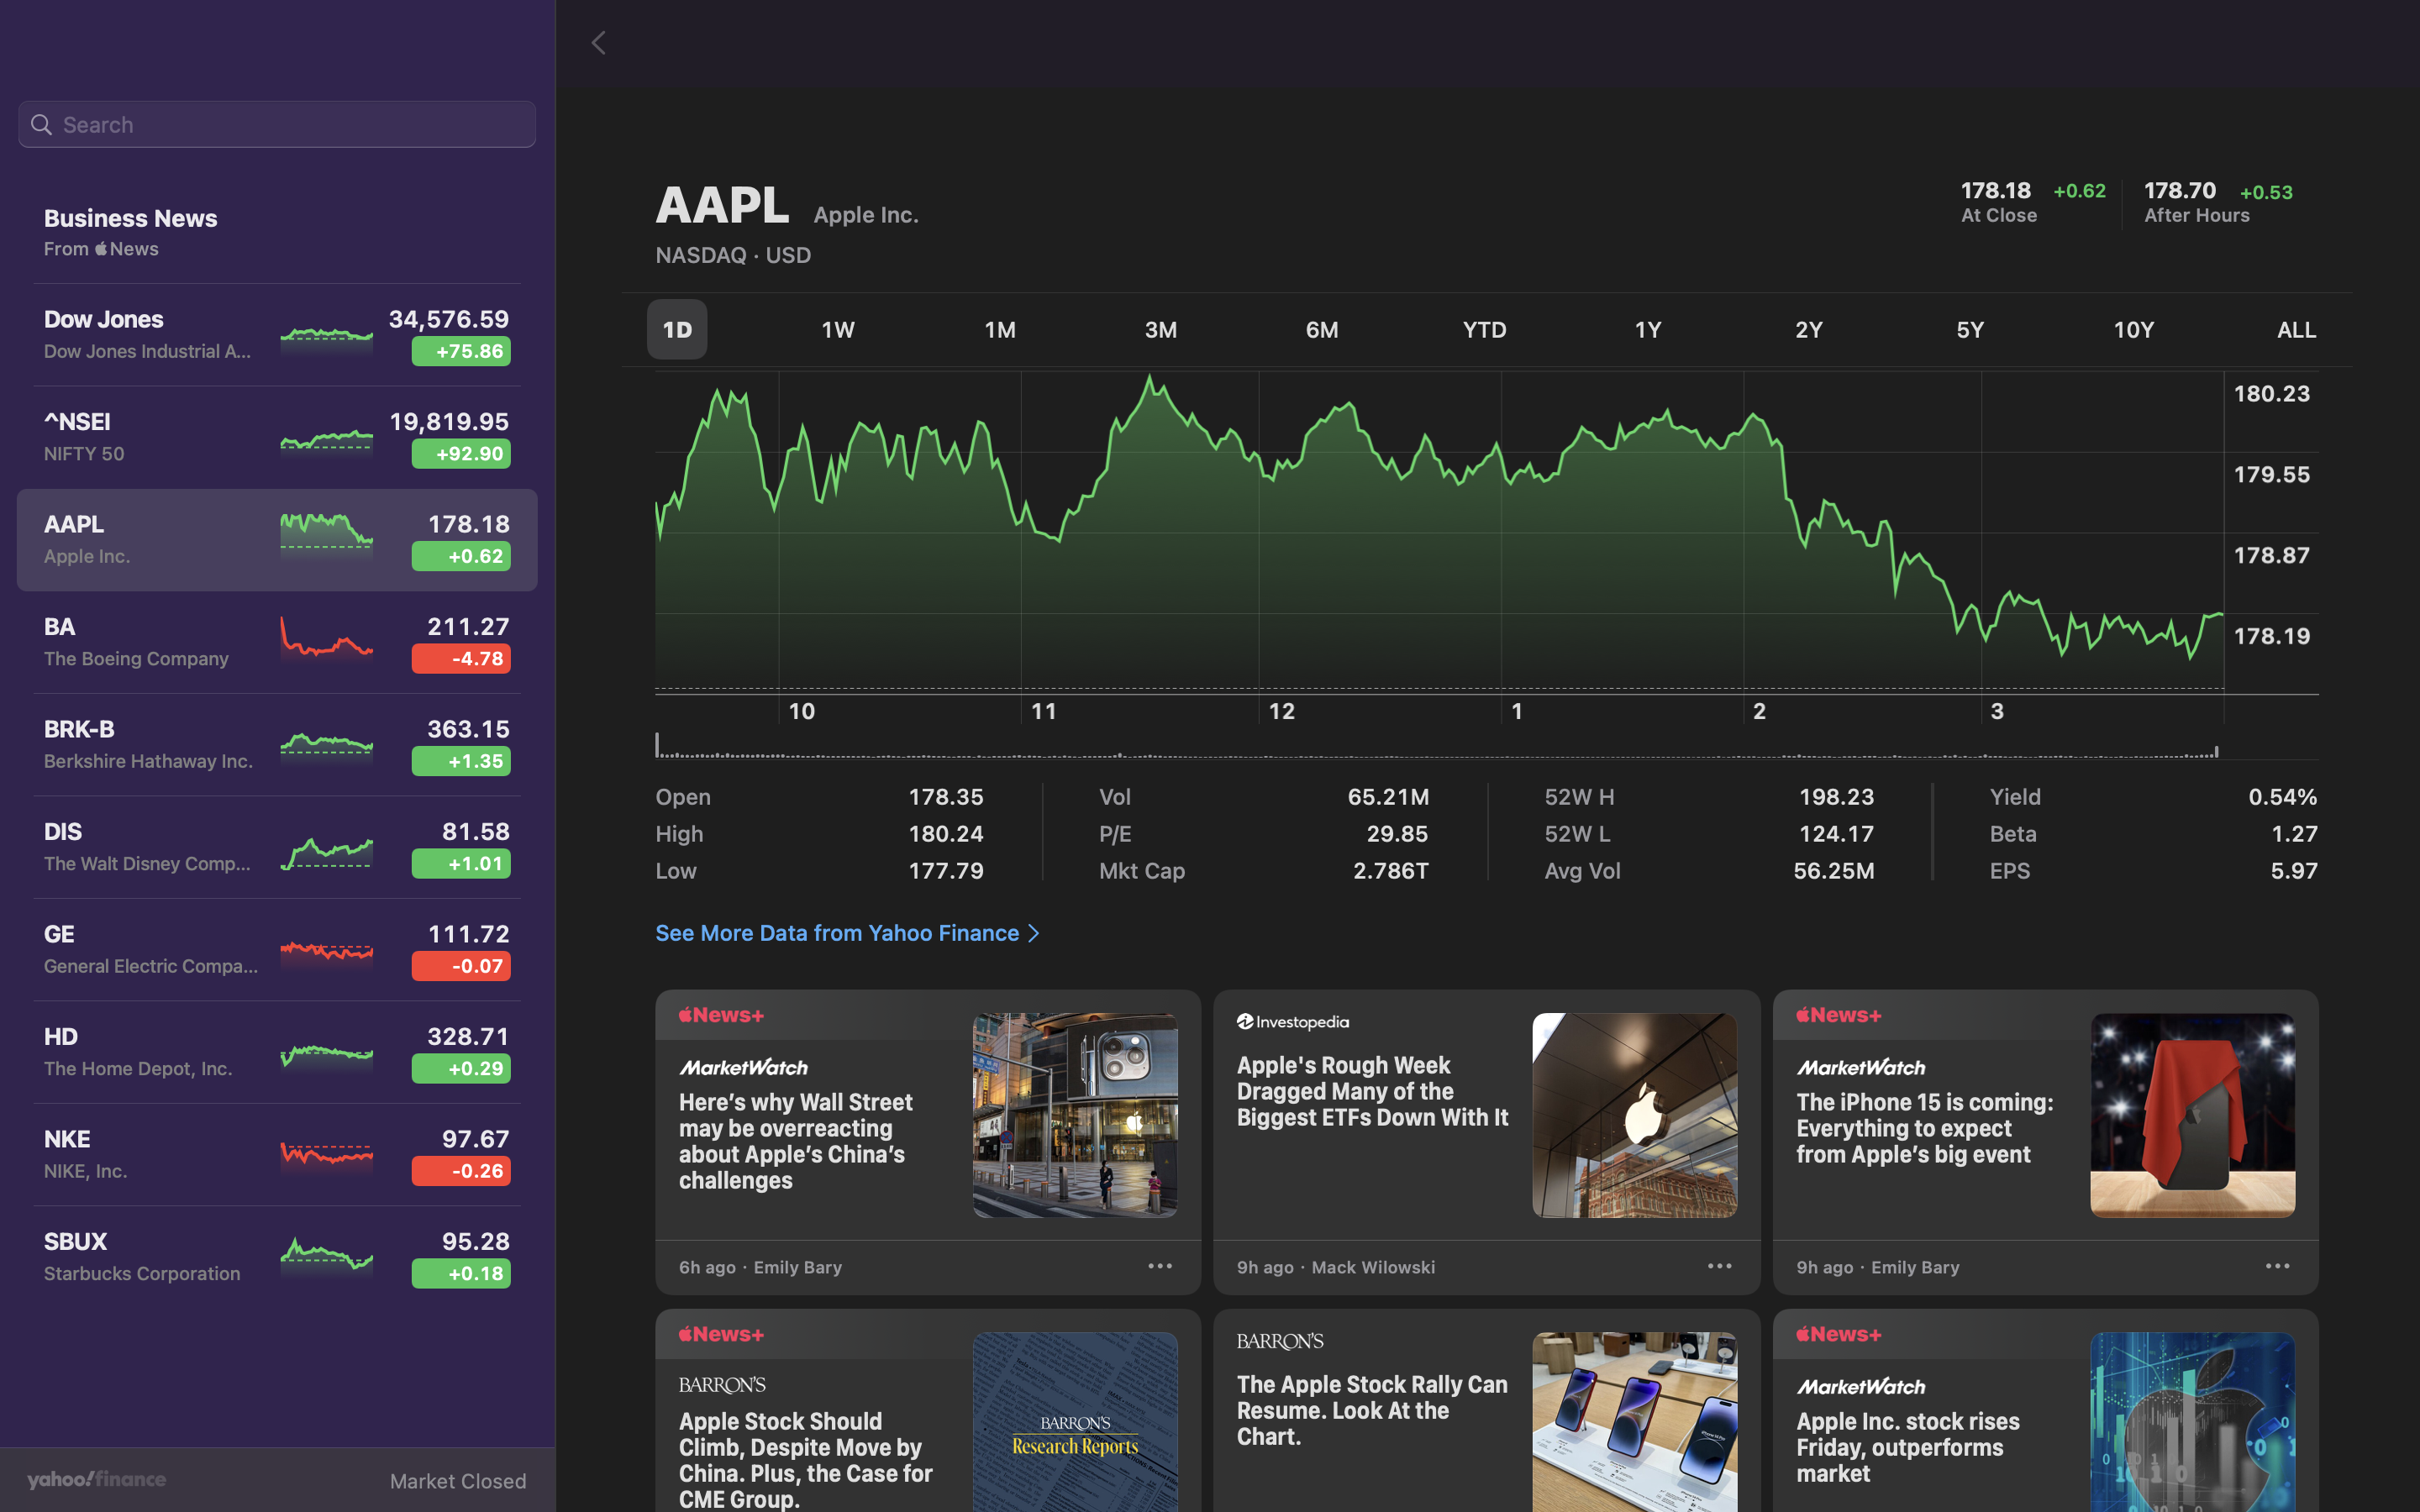 Search
Business News
From News
Dow Jones
34,576.59
Dow Jones Industrial A...
+75.86
^NSEI
19,819.95
NIFTY 50
+92.90
AAPL
178.18
Apple Inc.
+0.62
BA
211.27
The Boeing Company
-4.78
BRK-B
363.15
Berkshire Hathaway Inc.
+1.35
DIS
81.58
The Walt Disney Comp...
+1.01
GE
111.72
General Electric Compa...
-0.07
HD
328.71
The Home Depot, Inc.
+0.29
NKE
97.67
NIKE, Inc.
-0.26
SBUX
95.28
Starbucks Corporation
+0.18
yahoo!finance
Market Closed
AAPL Apple Inc.
NASDAQ · USD
178.18 +0.62
At Close
178.70 +0.53
After Hours
1D 1W 1M 3M 6M YTD 1Y 2Y 5Y 10Y ALL
180.23
179.55
178.87
178.19
10 11 12 1 2 3
Open 178.35
High 180.24
Low 177.79
Vol 65.21M
P/E 29.85
Mkt Cap 2.786T
52W H 198.23
52W L 124.17
Avg Vol 56.25M
Yield 0.54%
Beta 1.27
EPS 5.97
See More Data from Yahoo Finance
News+
MarketWatch
Here’s why Wall Street
may be overreacting
about Apple’s China’s
challenges
6h ago · Emily Bary
Investopedia
Apple's Rough Week
Dragged Many of the
Biggest ETFs Down With It
9h ago · Mack Wilowski
News+
MarketWatch
The iPhone 15 is coming:
Everything to expect
from Apple’s big event
9h ago · Emily Bary
News+
BARRON'S
Apple Stock Should
Climb, Despite Move by
China. Plus, the Case for
CME Group.
BARRON'S
Research Reports
BARRON'S
The Apple Stock Rally Can
Resume. Look At the
Chart.
News+
MarketWatch
Apple Inc. stock rises
Friday, outperforms
market